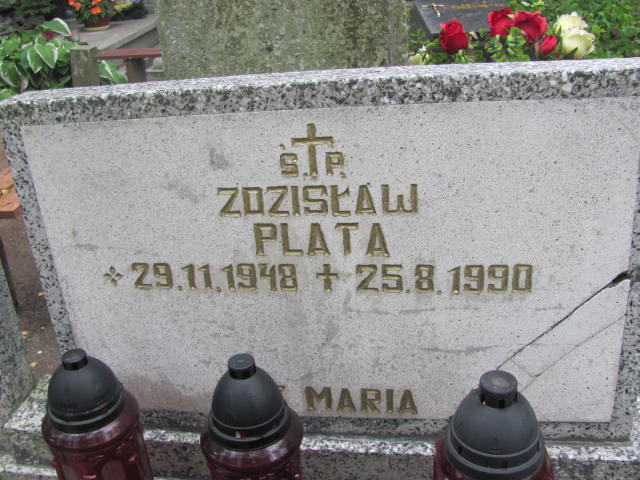 Ś.P.
ZDZISŁAW
PLATA
29.11.1948 + 25.8.1990
MARIA